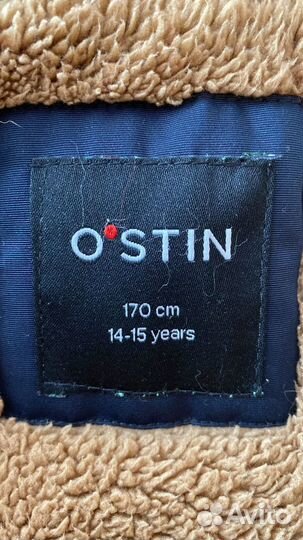 O'STIN
170 cm
14-15 years
Avito